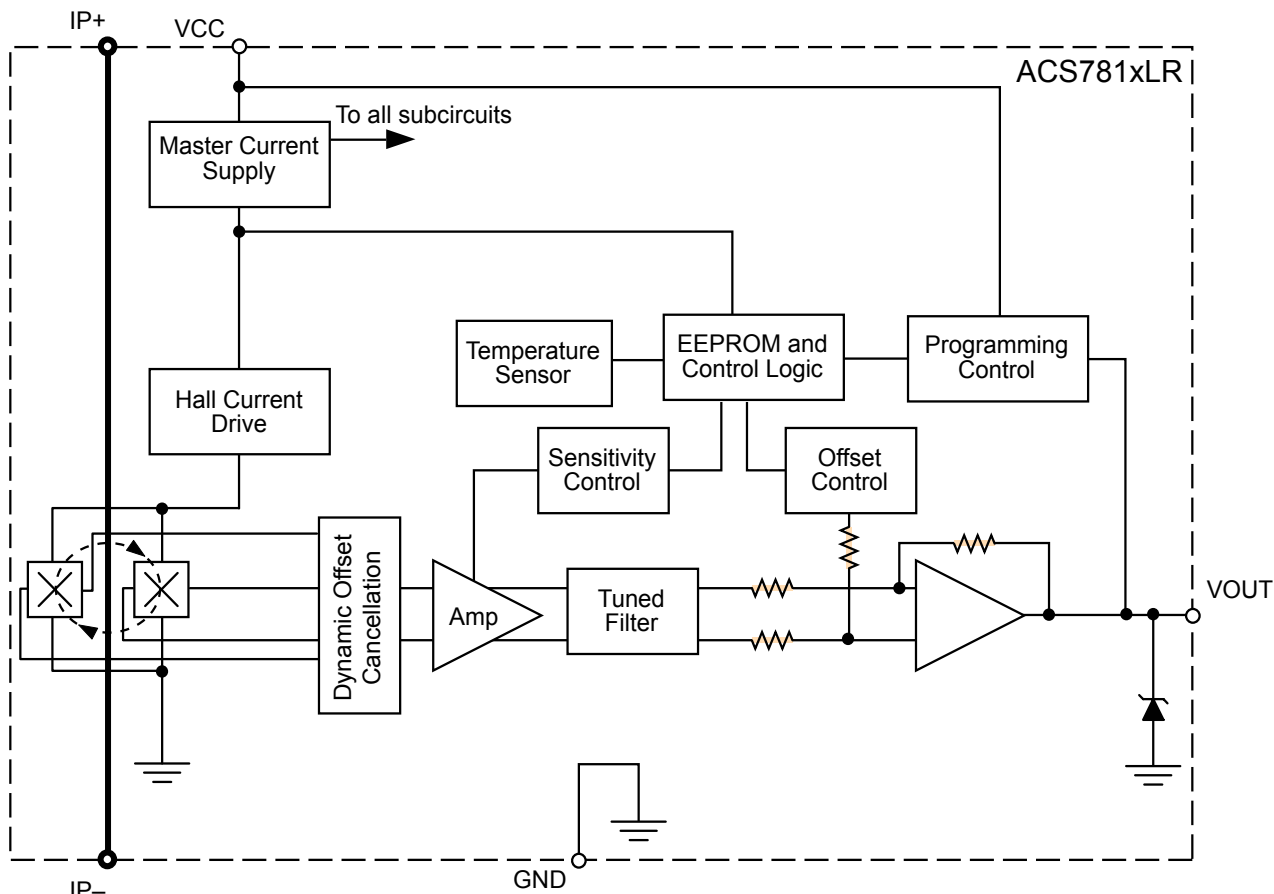 IP+
VCC
ACS781xLR
To all subcircuits
Master Current
Supply
Temperature
Sensor
EEPROM and
Control Logic
Programming
Control
Hall Current
Drive
Sensitivity
Control
Offset
Control
Dynamic Offset
Cancellation
Amp
Tuned
Filter
VOUT
GND
IP–